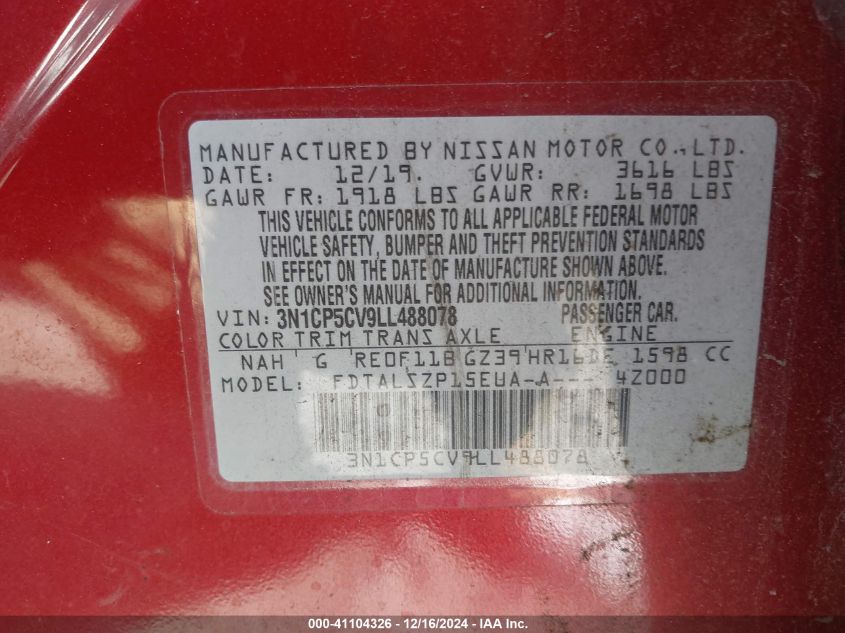 MANUFACTURED BY NISSAN MOTOR CO., LTD.
DATE: 12/19. GVWR: 3616 LBS
GAWR FR: 1918 LBS GAWR RR: 1698 LBS
THIS VEHICLE CONFORMS TO ALL APPLICABLE FEDERAL MOTOR
VEHICLE SAFETY, BUMPER AND THEFT PREVENTION STANDARDS
IN EFFECT ON THE DATE OF MANUFACTURE SHOWN ABOVE.
SEE OWNER'S MANUAL FOR ADDITIONAL INFORMATION.
VIN: 3N1CP5CV9LL488078 PASSENGER CAR.
COLOR TRIM TRANS AXLE ENGINE
NAH G RE0F11B GZ39 HR16DE 1598 CC
MODEL: FDTALSZP15EUA-A--- 4Z000
3N1CP5CV9LL488078
000-41104326 - 12/16/2024 - IAAI Inc.